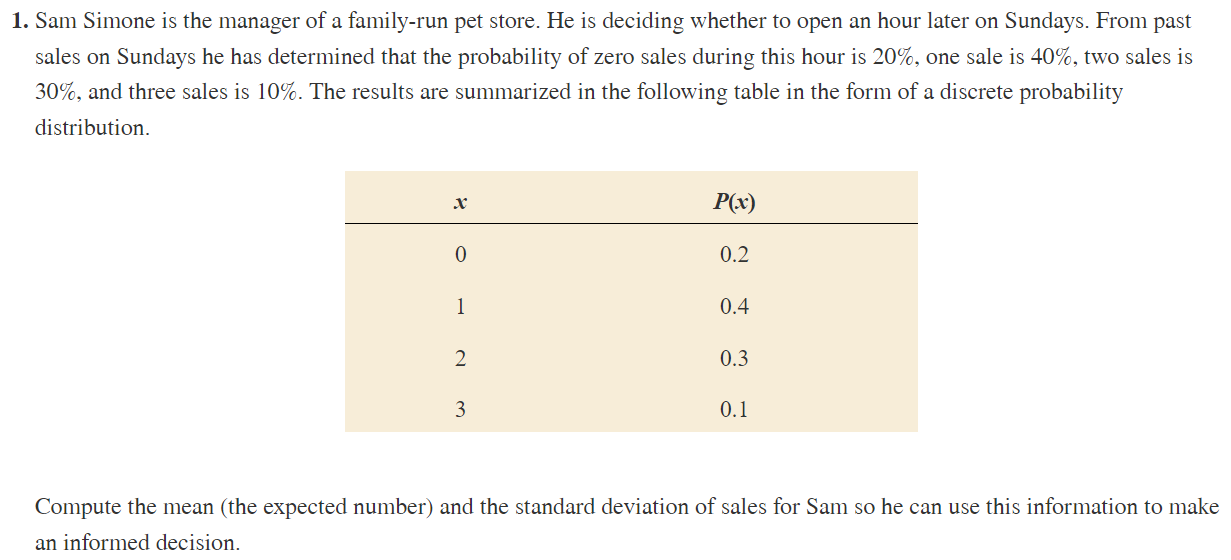 1. Sam Simone is the manager of a family-run pet store. He is deciding whether to open an hour later on Sundays. From past
sales on Sundays he has determined that the probability of zero sales during this hour is 20%, one sale is 40%, two sales is
30%, and three sales is 10%. The results are summarized in the following table in the form of a discrete probability
distribution.
x P(x)
0 0.2
1 0.4
2 0.3
3 0.1
Compute the mean (the expected number) and the standard deviation of sales for Sam so he can use this information to make
an informed decision.